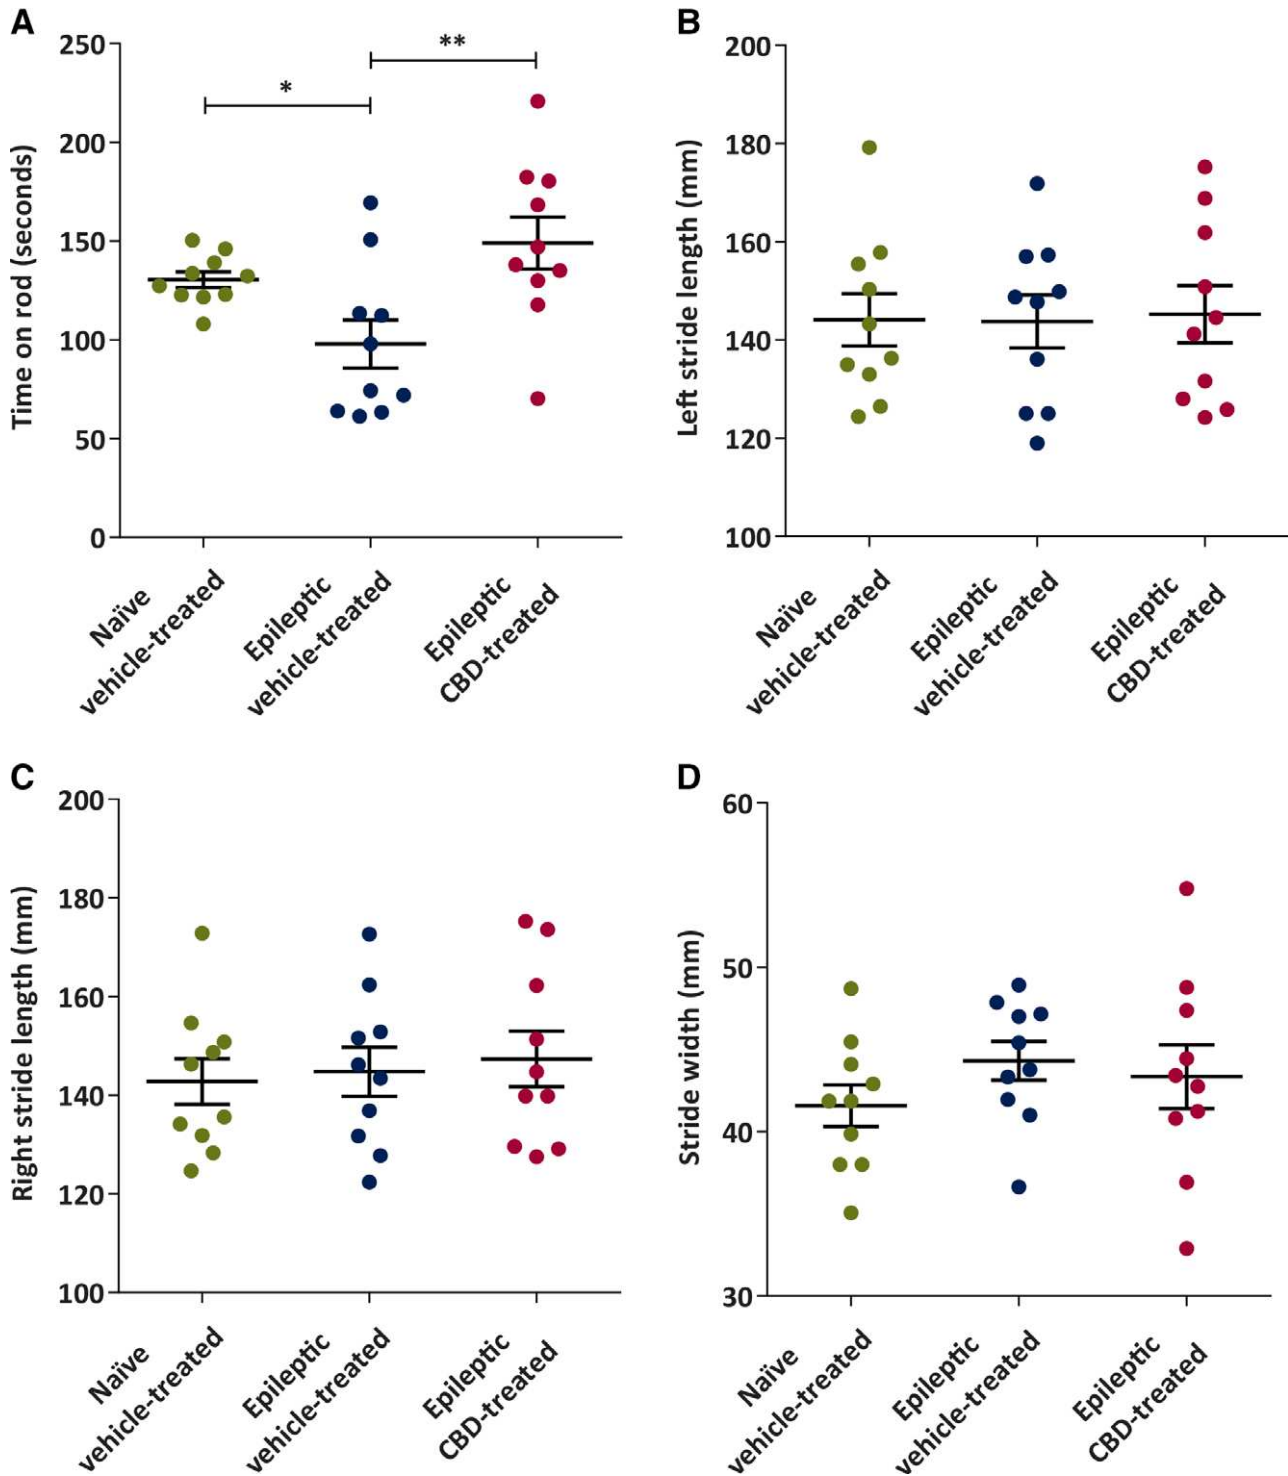 A
Time on rod (seconds)
250
200
150
100
50
0
*
**
Naïve
vehicle-treated
Epileptic
vehicle-treated
Epileptic
CBD-treated
B
Left stride length (mm)
200
180
160
140
120
100
Naïve
vehicle-treated
Epileptic
vehicle-treated
Epileptic
CBD-treated
C
Right stride length (mm)
200
180
160
140
120
100
Naïve
vehicle-treated
Epileptic
vehicle-treated
Epileptic
CBD-treated
D
Stride width (mm)
60
50
40
30
Naïve
vehicle-treated
Epileptic
vehicle-treated
Epileptic
CBD-treated